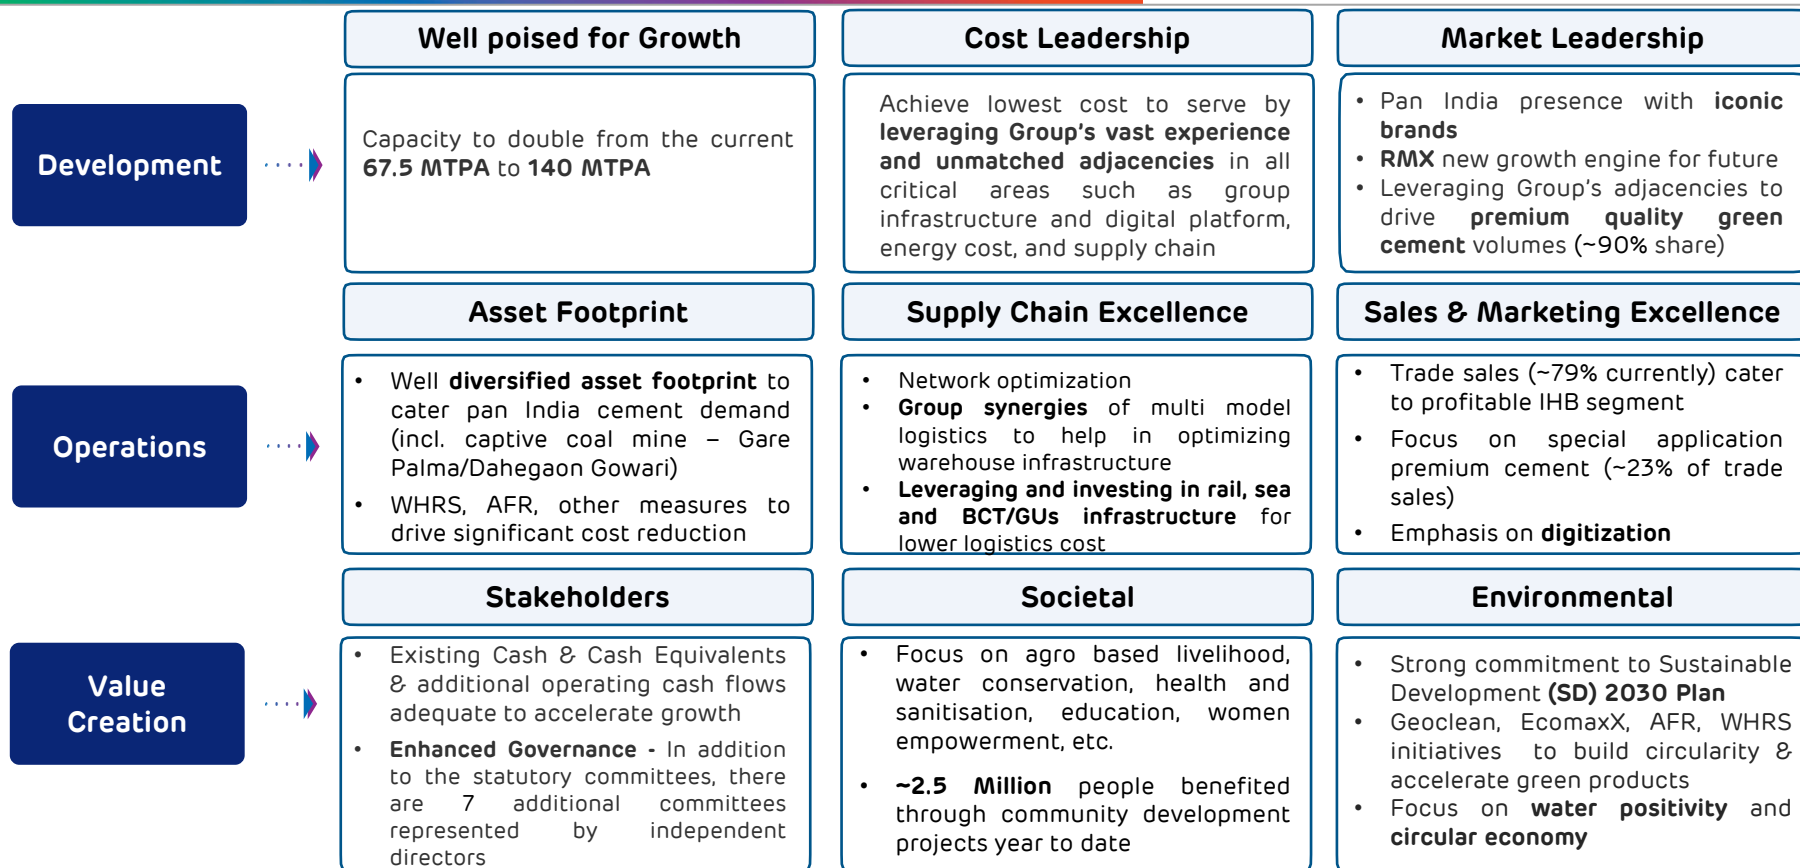 Well poised for Growth
Cost Leadership
Market Leadership
Development
Capacity to double from the current
67.5 MTPA to 140 MTPA
Achieve lowest cost to serve by
leveraging Group's vast experience
and unmatched adjacencies in all
critical areas such as group
infrastructure and digital platform,
energy cost, and supply chain
• Pan India presence with iconic
brands
• RMX new growth engine for future
• Leveraging Group's adjacencies to
drive premium quality green
cement volumes (~90% share)
Asset Footprint
Supply Chain Excellence
Sales & Marketing Excellence
Operations
• Well diversified asset footprint to
cater pan India cement demand
(incl. captive coal mine – Gare
Palma/Dahegaon Gowari)
• WHRS, AFR, other measures to
drive significant cost reduction
• Network optimization
• Group synergies of multi model
logistics to help in optimizing
warehouse infrastructure
• Leveraging and investing in rail, sea
and BCT/GUs infrastructure for
lower logistics cost
• Trade sales (~79% currently) cater
to profitable IHB segment
• Focus on special application
premium cement (~23% of trade
sales)
• Emphasis on digitization
Stakeholders
Societal
Environmental
Value
Creation
• Existing Cash & Cash Equivalents
& additional operating cash flows
adequate to accelerate growth
• Enhanced Governance - In addition
to the statutory committees, there
are 7 additional committees
represented by independent
directors
• Focus on agro based livelihood,
water conservation, health and
sanitisation, education, women
empowerment, etc.
• ~2.5 Million people benefited
through community development
projects year to date
• Strong commitment to Sustainable
Development (SD) 2030 Plan
• Geoclean, EcomaxX, AFR, WHRS
initiatives to build circularity &
accelerate green products
• Focus on water positivity and
circular economy